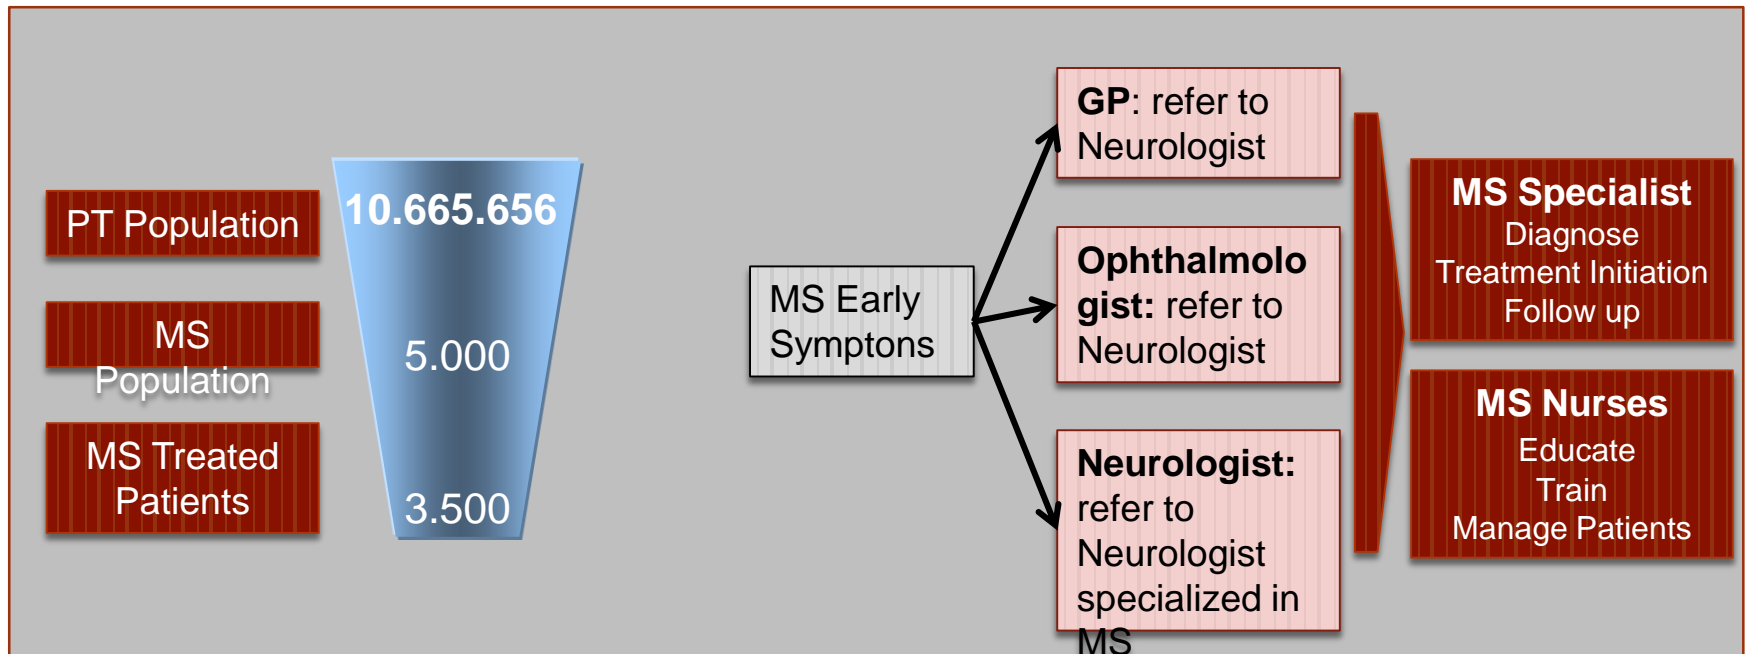 PT Population
10.665.656
MS
Population
5.000
MS Treated
Patients
3.500
MS Early
Symptons
GP: refer to
Neurologist
Ophthalmolo
gist: refer to
Neurologist
Neurologist:
refer to
Neurologist
specialized in
MS
MS Specialist
Diagnose
Treatment Initiation
Follow up
MS Nurses
Educate
Train
Manage Patients